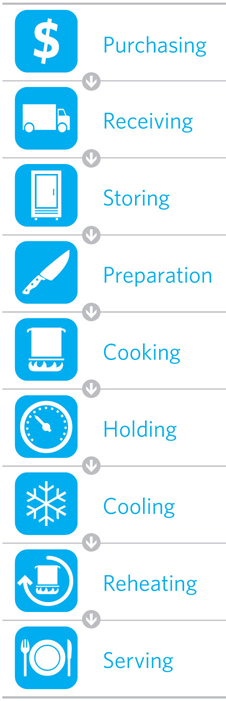 $
Purchasing
Receiving
Storing
Preparation
Cooking
Holding
Cooling
Reheating
Serving